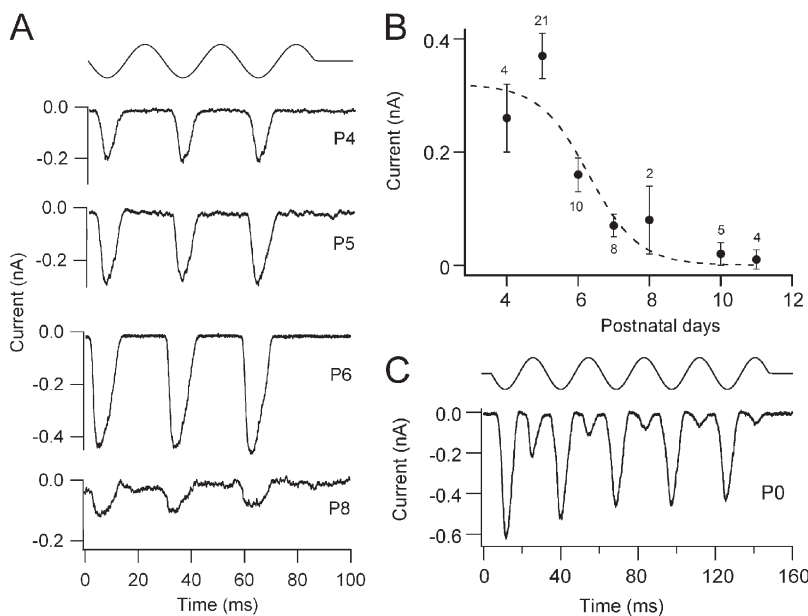 A
0.0
-0.2
P4
0.0
-0.2
P5
0.0
-0.2
-0.4
P6
0.0
-0.2
P8
Current (nA)
0 20 40 60 80 100
Time (ms)
B
0.4
0.2
0
Current (nA)
4
21
10
8
2
5
4
4 6 8 10 12
Postnatal days
C
0.0
-0.2
-0.4
-0.6
Current (nA)
P0
0 40 80 120 160
Time (ms)